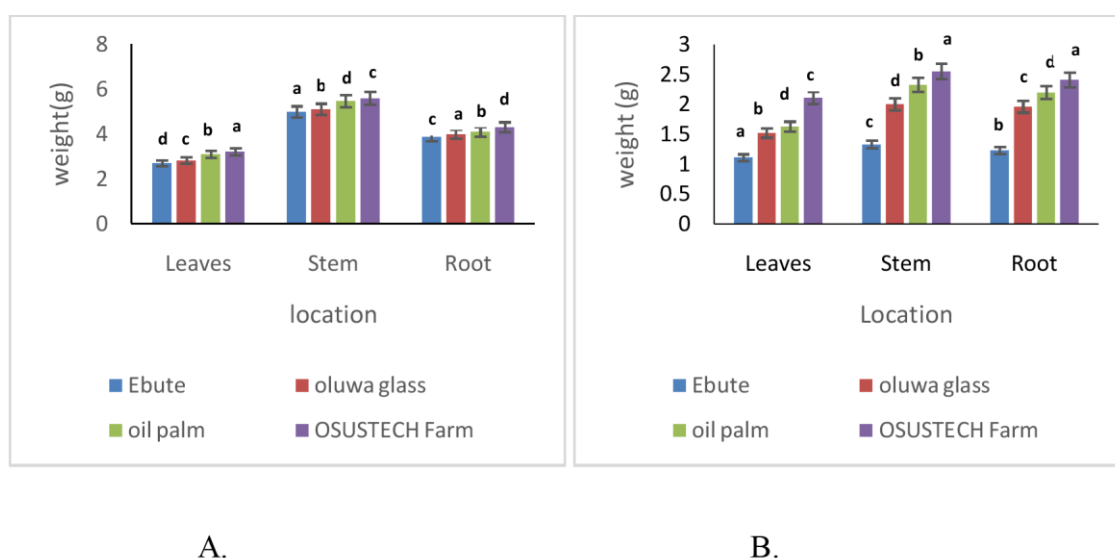 8
6
4
2
0
weight(g)
d c b a
a b d c
c a b d
Leaves Stem Root
location
Ebute oluwa glass
oil palm OSUSTECH Farm
A.
3
2.5
2
1.5
1
0.5
0
weight (g)
a b d c
c d b a
b c d a
Leaves Stem Root
Location
Ebute oluwa glass
oil palm OSUSTECH Farm
B.